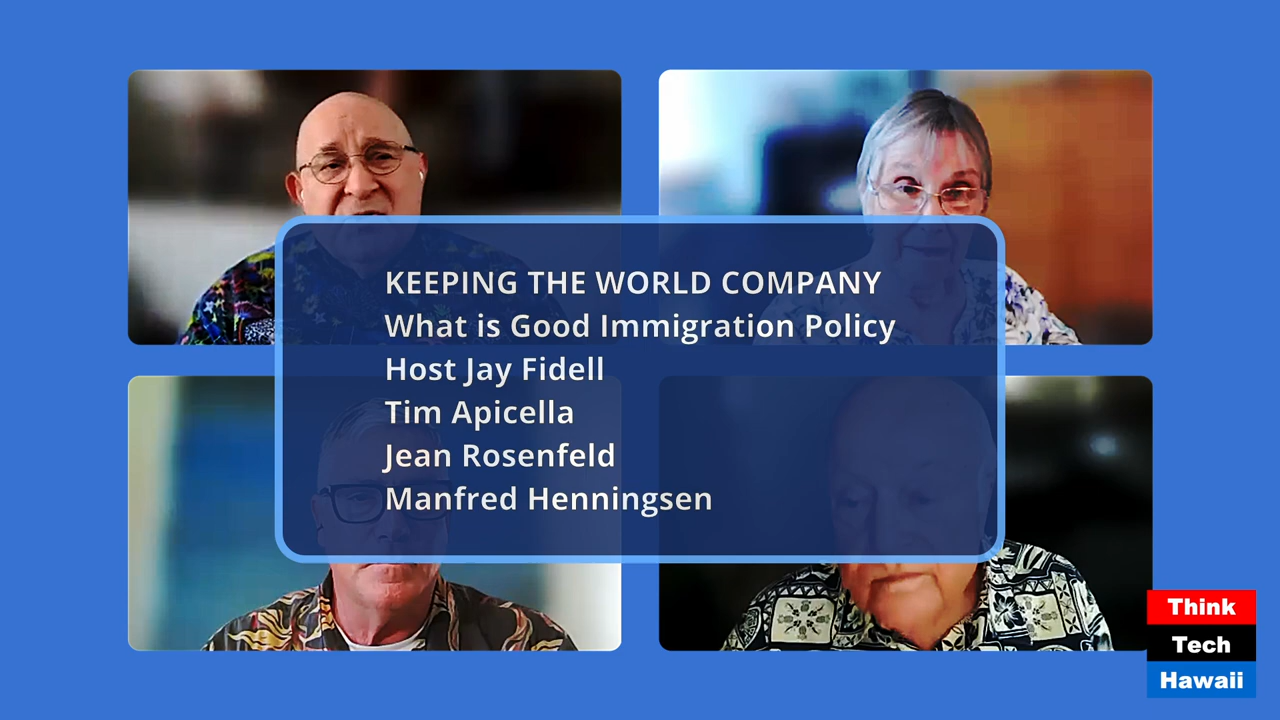 KEEPING THE WORLD COMPANY
What is Good Immigration Policy
Host Jay Fidell
Tim Apicella
Jean Rosenfeld
Manfred Henningsen
Think
Tech
Hawaii